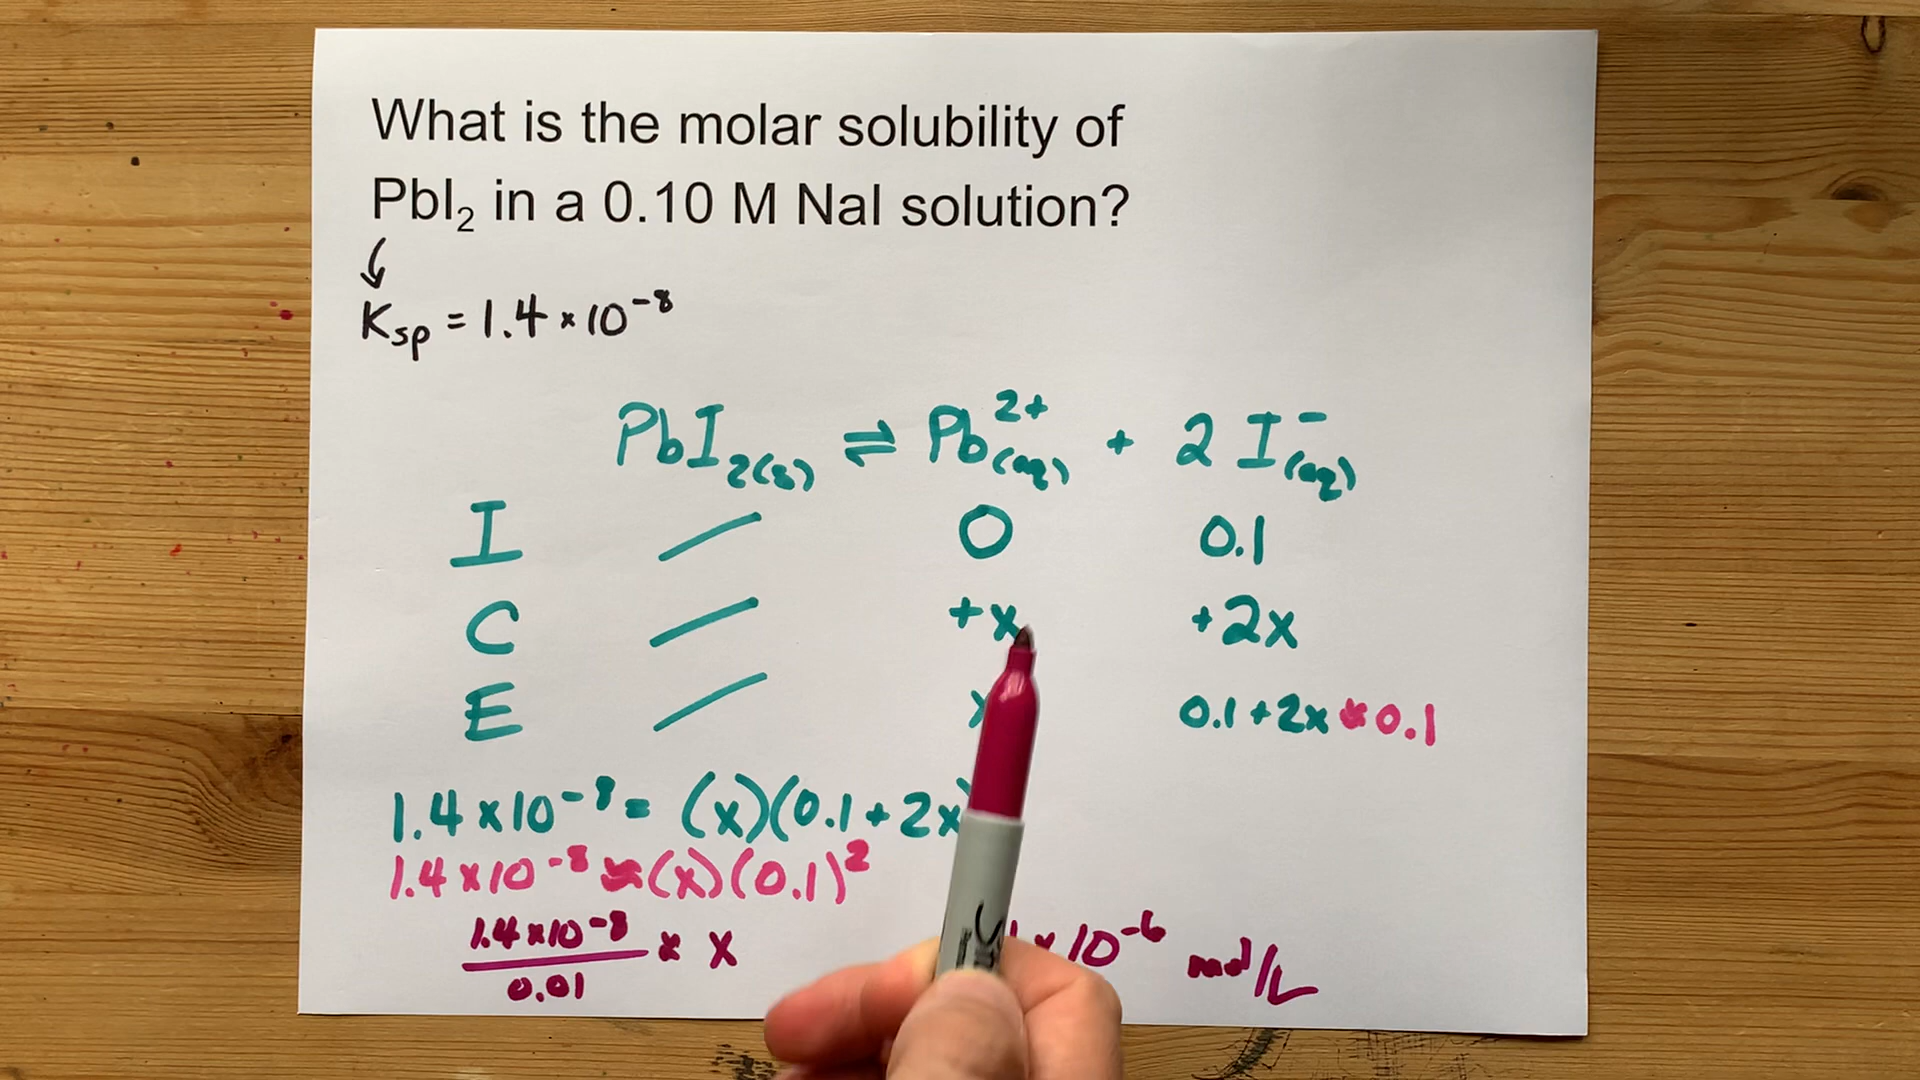 What is the molar solubility of
PbI₂ in a 0.10 M NaI solution?
↓
Ksp = 1.4 × 10⁻⁸
PbI₂(s) ⇌ Pb²⁺(aq) + 2 I⁻(aq)
I — 0 0.1
C — +x +2x
E — x 0.1+2x ≈ 0.1
1.4 × 10⁻⁸ = (x)(0.1 + 2x
1.4 × 10⁻⁸ ≈ (x)(0.1)²
1.4 × 10⁻⁸ / 0.01 ≈ x × 10⁻⁶ mol/L